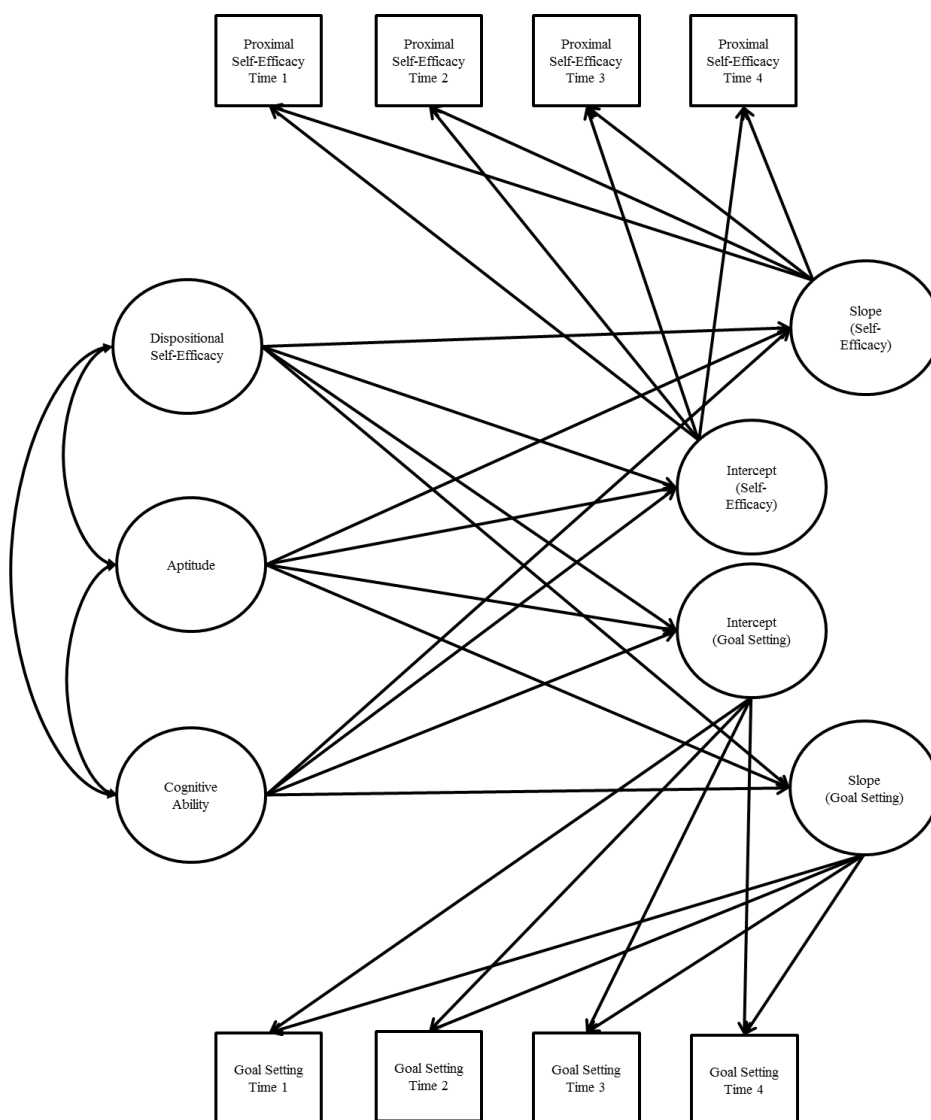 Proximal
Self-Efficacy
Time 1
Proximal
Self-Efficacy
Time 2
Proximal
Self-Efficacy
Time 3
Proximal
Self-Efficacy
Time 4
Dispositional
Self-Efficacy
Slope
(Self-
Efficacy)
Intercept
(Self-
Efficacy)
Aptitude
Intercept
(Goal Setting)
Cognitive
Ability
Slope
(Goal Setting)
Goal Setting
Time 1
Goal Setting
Time 2
Goal Setting
Time 3
Goal Setting
Time 4